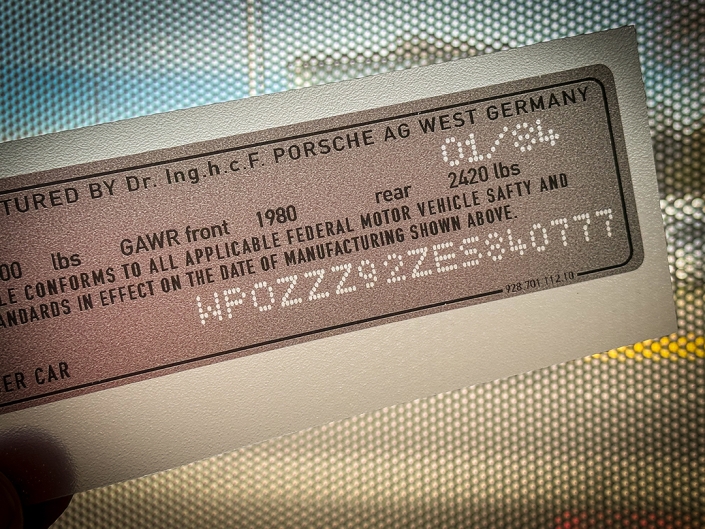 TURED BY Dr. Ing.h.c.F. PORSCHE AG WEST GERMANY
01/84
00 lbs GAWR front 1980 rear 2420 lbs
LE CONFORMS TO ALL APPLICABLE FEDERAL MOTOR VEHICLE SAFTY AND
ANDARDS IN EFFECT ON THE DATE OF MANUFACTURING SHOWN ABOVE.
WP0ZZZ92ZES840777
928.701.112.10
ER CAR